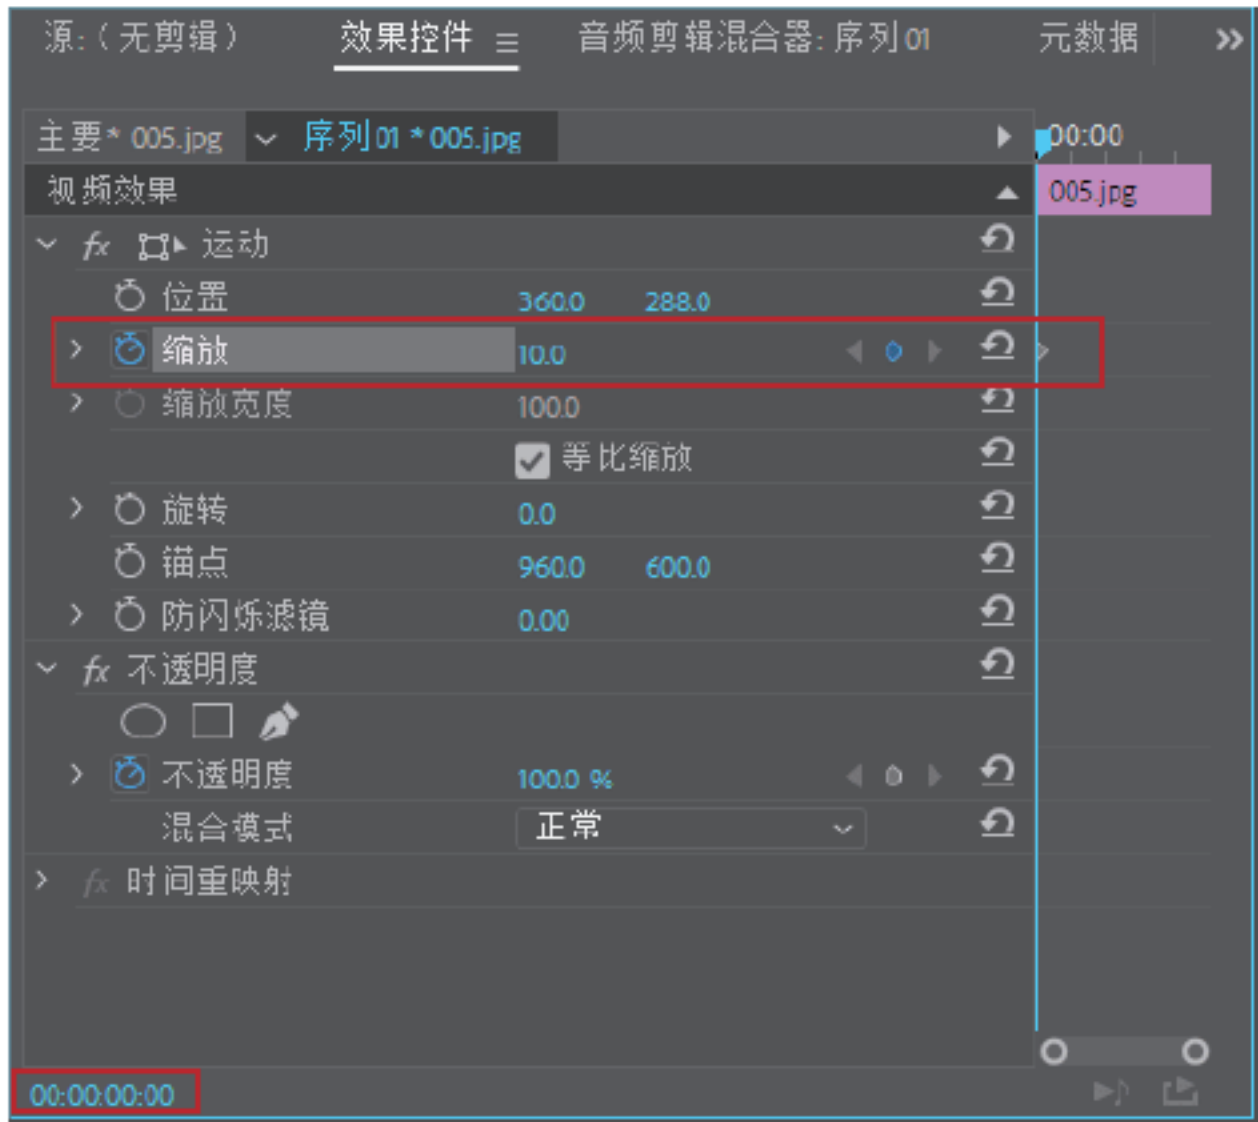 源:（无剪辑） 效果控件 音频剪辑混合器: 序列 01 元数据
主要 * 005.jpg 序列 01 * 005.jpg 00:00
视频效果 005.jpg
fx 运动
位置 360.0 288.0
缩放 10.0
缩放宽度 100.0
等比缩放
旋转 0.0
锚点 960.0 600.0
防闪烁滤镜 0.00
fx 不透明度
不透明度 100.0 %
混合模式 正常
fx 时间重映射
00:00:00:00